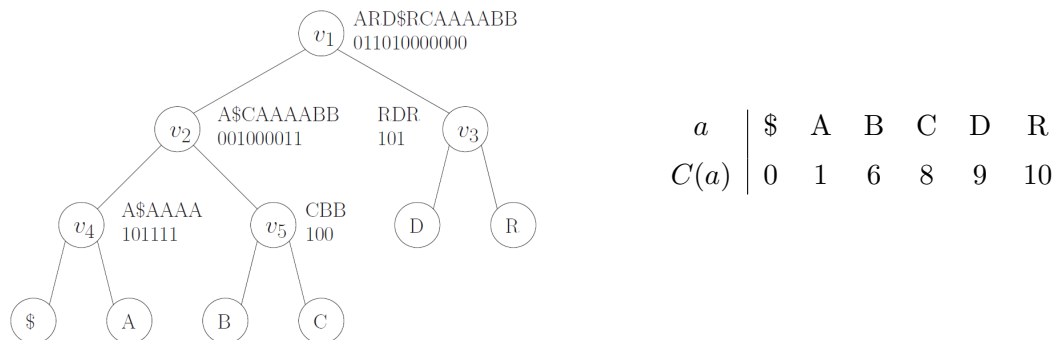 v1 ARD$RCAAAABB
011010000000
v2 A$CAAAABB
001000011
RDR v3
101
v4 A$AAAA
101111
v5 CBB
100
D R
$ A B C
a $ A B C D R
C(a) 0 1 6 8 9 10